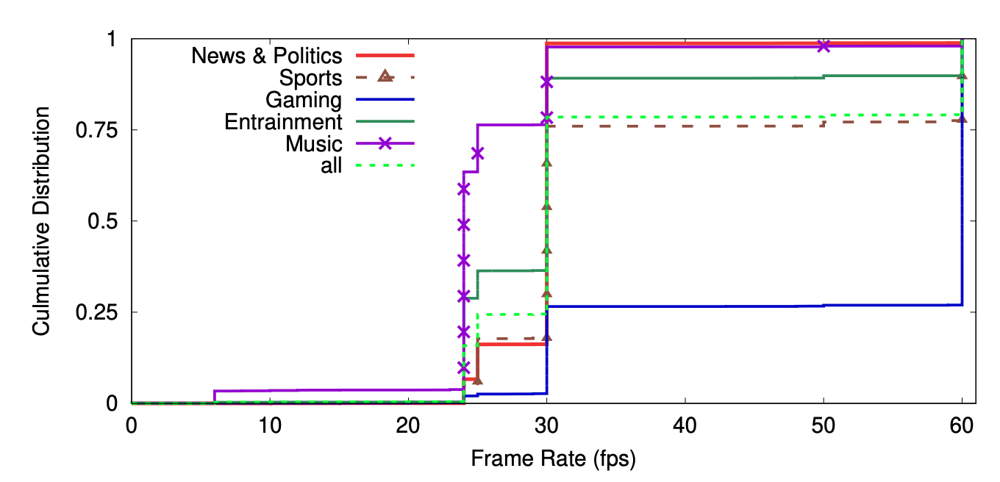 1
0.75
0.5
0.25
0
Culmulative Distribution
News & Politics
Sports
Gaming
Entrainment
Music
all
0 10 20 30 40 50 60
Frame Rate (fps)